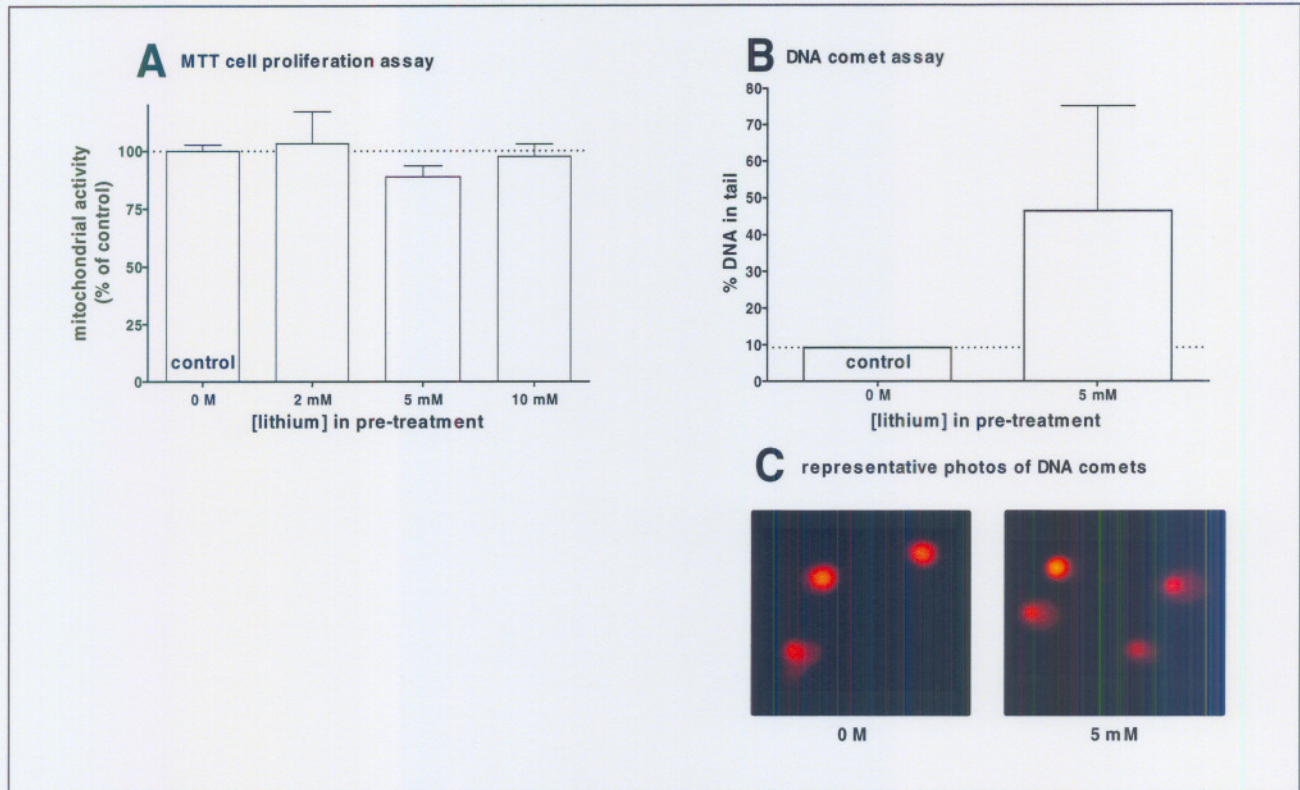 A MTT cell proliferation assay
mitochondrial activity
(% of control)
100
75
50
25
0
control
0 M 2 mM 5 mM 10 mM
[lithium] in pre-treatment
B DNA comet assay
% DNA in tail
80
70
60
50
40
30
20
10
0
control
0 M 5 mM
[lithium] in pre-treatment
C representative photos of DNA comets
0 M 5 mM